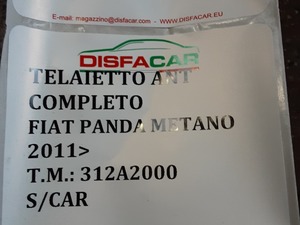 E-mail: magazzino@disfacar.com - www.DISFACAR.EU
DISFACAR
TELAIETTO ANT
COMPLETO
FIAT PANDA METANO
2011>
T.M.: 312A2000
S/CAR